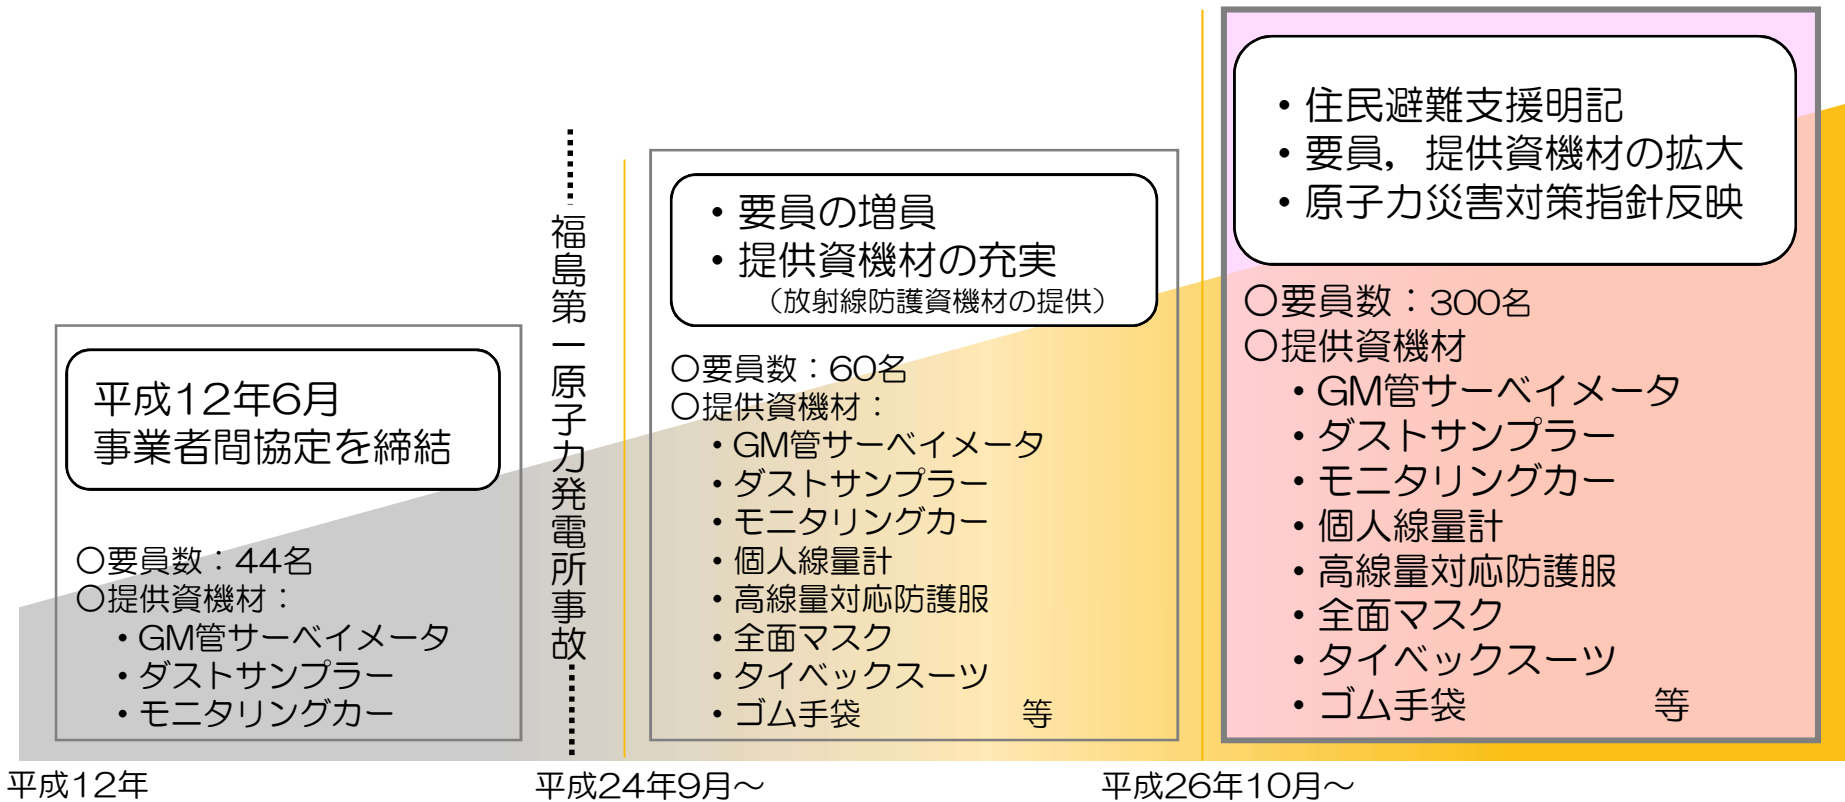 平成12年6月
事業者間協定を締結
〇要員数：44名
〇提供資機材：
・GM管サーベイメータ
・ダストサンプラー
・モニタリングカー
福島第一原子力発電所事故
・要員の増員
・提供資機材の充実
（放射線防護資機材の提供）
〇要員数：60名
〇提供資機材：
・GM管サーベイメータ
・ダストサンプラー
・モニタリングカー
・個人線量計
・高線量対応防護服
・全面マスク
・タイベックスーツ
・ゴム手袋 等
・住民避難支援明記
・要員，提供資機材の拡大
・原子力災害対策指針反映
〇要員数：300名
〇提供資機材
・GM管サーベイメータ
・ダストサンプラー
・モニタリングカー
・個人線量計
・高線量対応防護服
・全面マスク
・タイベックスーツ
・ゴム手袋 等
平成12年
平成24年9月～
平成26年10月～